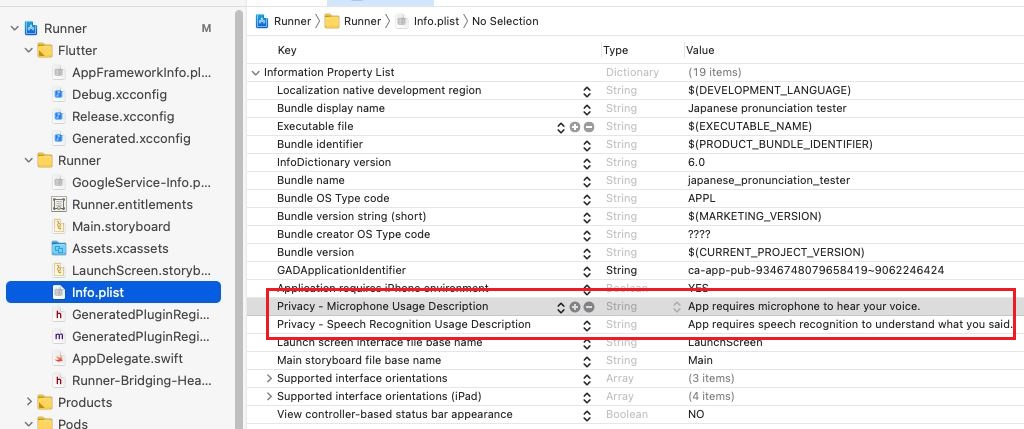 Runner M
Flutter
AppFrameworkInfo.pl...
Debug.xcconfig
Release.xcconfig
Generated.xcconfig
Runner
GoogleService-Info.p...
Runner.entitlements
Main.storyboard
Assets.xcassets
LaunchScreen.storyb...
Info.plist
GeneratedPluginRegi...
GeneratedPluginRegi...
AppDelegate.swift
Runner-Bridging-Hea...
Products
Pods
Runner Runner Info.plist No Selection
Key Type Value
Information Property List Dictionary (19 items)
Localization native development region String $(DEVELOPMENT_LANGUAGE)
Bundle display name String Japanese pronunciation tester
Executable file String $(EXECUTABLE_NAME)
Bundle identifier String $(PRODUCT_BUNDLE_IDENTIFIER)
InfoDictionary version String 6.0
Bundle name String japanese_pronunciation_tester
Bundle OS Type code String APPL
Bundle version string (short) String $(MARKETING_VERSION)
Bundle creator OS Type code String ????
Bundle version String $(CURRENT_PROJECT_VERSION)
GADApplicationIdentifier String ca-app-pub-9346748079658419~9062246424
Application requires iPhone environment Boolean YES
Privacy - Microphone Usage Description String App requires microphone to hear your voice.
Privacy - Speech Recognition Usage Description String App requires speech recognition to understand what you said.
Launch screen interface file base name String LaunchScreen
Main storyboard file base name String Main
Supported interface orientations Array (3 items)
Supported interface orientations (iPad) Array (4 items)
View controller-based status bar appearance Boolean NO